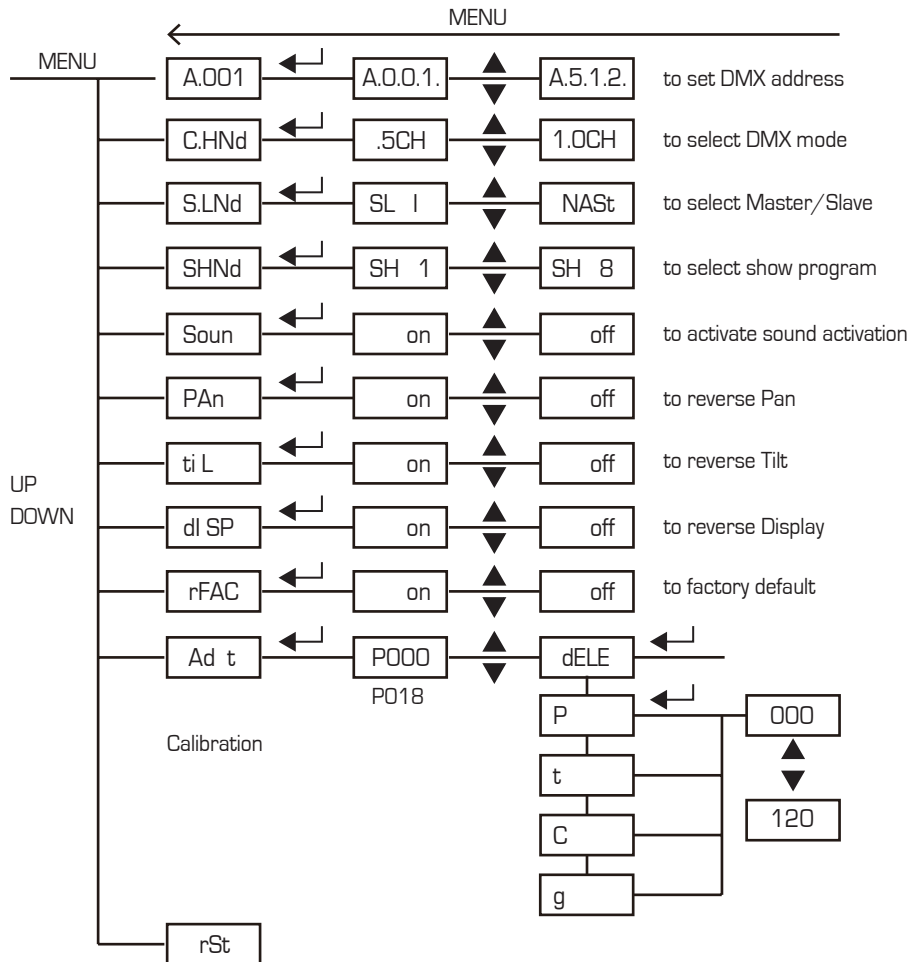 MENU
MENU
A.001 A.0.0.1. A.5.1.2. to set DMX address
C.HNd .5CH 1.0CH to select DMX mode
S.LNd SL 1 NASt to select Master/Slave
SHNd SH 1 SH 8 to select show program
Soun on off to activate sound activation
PAn on off to reverse Pan
ti L on off to reverse Tilt
UP
DOWN
dI SP on off to reverse Display
rFAC on off to factory default
Ad t P000 dELE
P018
P 000
Calibration
t
120
C
g
rSt